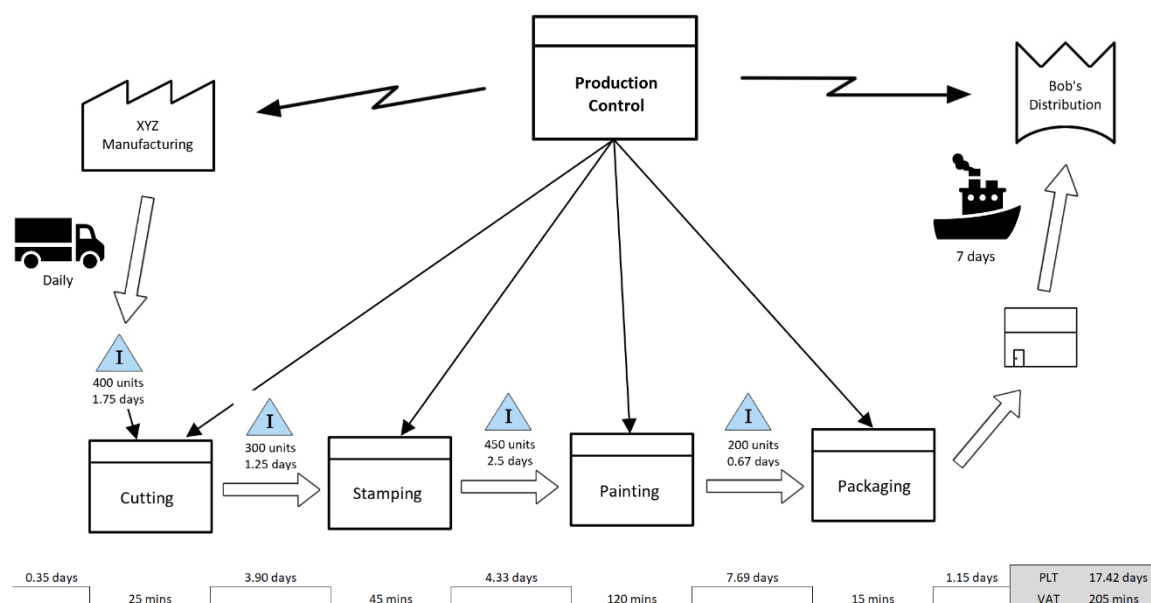 Production
Control
XYZ
Manufacturing
Bob's
Distribution
Daily
7 days
I
400 units
1.75 days
I
300 units
1.25 days
I
450 units
2.5 days
I
200 units
0.67 days
Cutting
Stamping
Painting
Packaging
0.35 days
3.90 days
4.33 days
7.69 days
1.15 days
PLT 17.42 days
25 mins
45 mins
120 mins
15 mins
VAT 205 mins